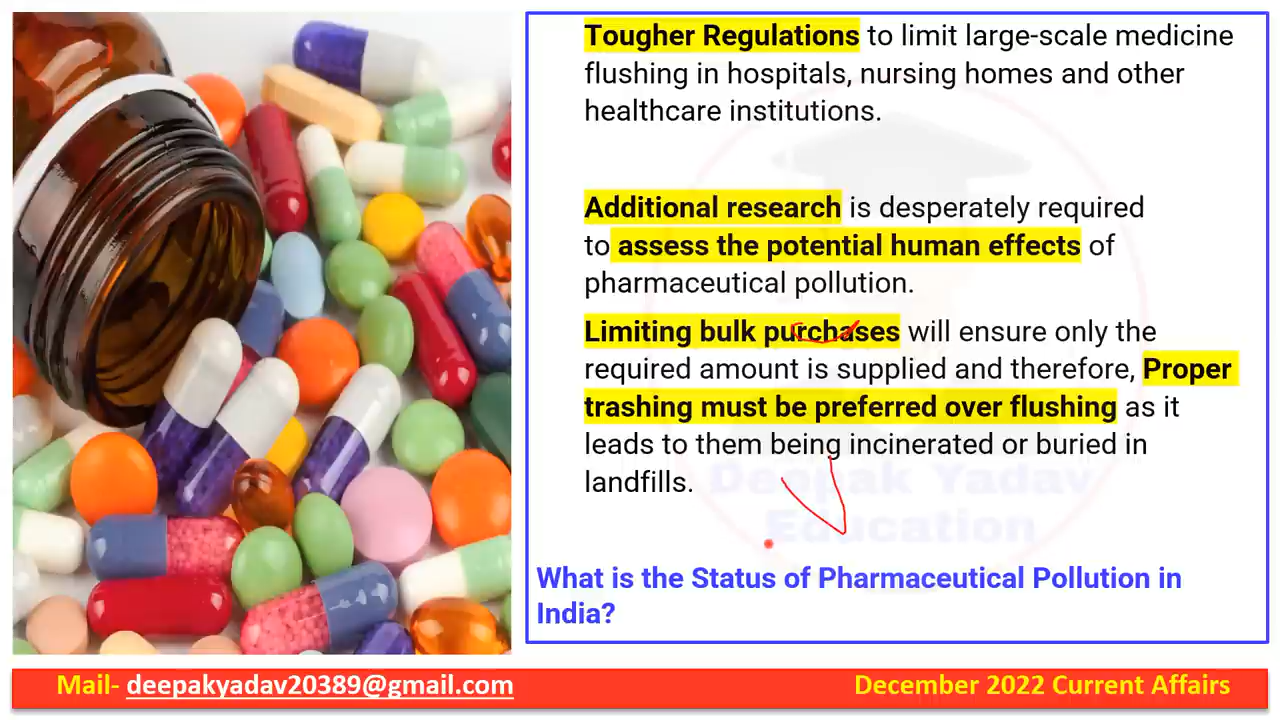 Tougher Regulations to limit large-scale medicine
flushing in hospitals, nursing homes and other
healthcare institutions.
Additional research is desperately required
to assess the potential human effects of
pharmaceutical pollution.
Limiting bulk purchases will ensure only the
required amount is supplied and therefore, Proper
trashing must be preferred over flushing as it
leads to them being incinerated or buried in
landfills.
Deepak Yadav
Education
What is the Status of Pharmaceutical Pollution in
India?
Mail- deepakyadav20389@gmail.com
December 2022 Current Affairs